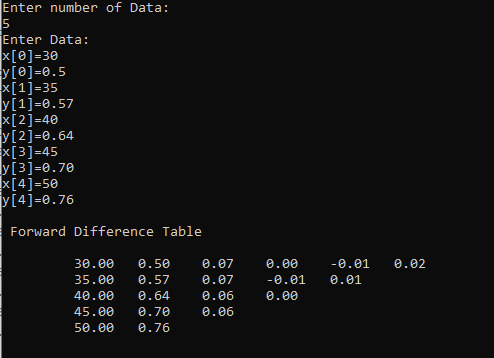 Enter number of Data:
5
Enter Data:
x[0]=30
y[0]=0.5
x[1]=35
y[1]=0.57
x[2]=40
y[2]=0.64
x[3]=45
y[3]=0.70
x[4]=50
y[4]=0.76
Forward Difference Table
30.00 0.50 0.07 0.00 -0.01 0.02
35.00 0.57 0.07 -0.01 0.01
40.00 0.64 0.06 0.00
45.00 0.70 0.06
50.00 0.76